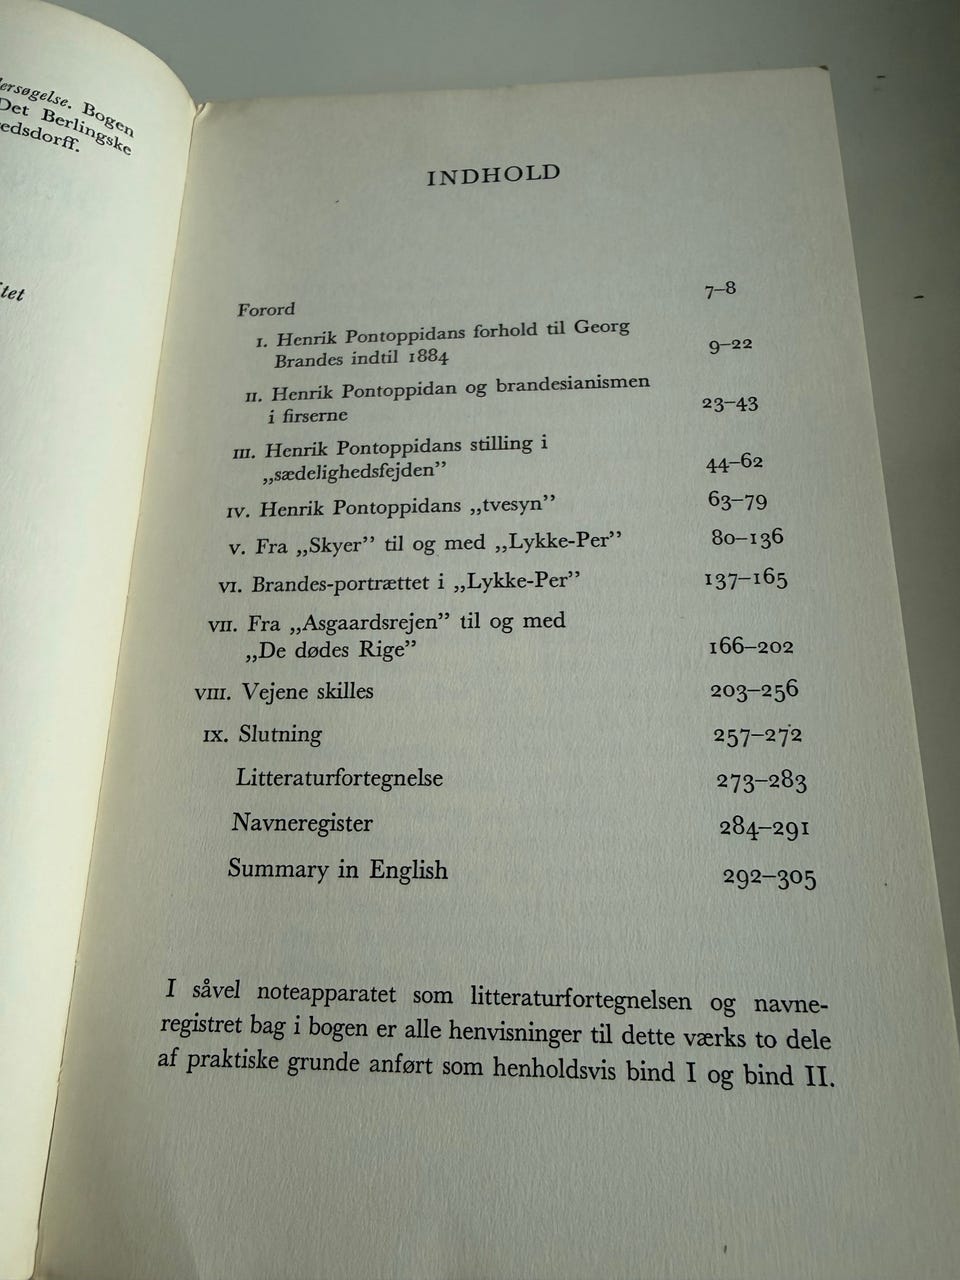 ersøgelse. Bogen
Det Berlingske
edsdorff.
tet
INDHOLD
Forord 7–8
I. Henrik Pontoppidans forhold til Georg
Brandes indtil 1884 9–22
II. Henrik Pontoppidan og brandesianismen
i firserne 23–43
III. Henrik Pontoppidans stilling i
„sædelighedsfejden” 44–62
IV. Henrik Pontoppidans „tvesyn” 63–79
V. Fra „Skyer” til og med „Lykke-Per” 80–136
VI. Brandes-portrættet i „Lykke-Per” 137–165
VII. Fra „Asgaardsrejen” til og med
„De dødes Rige” 166–202
VIII. Vejene skilles 203–256
IX. Slutning 257–272
Litteraturfortegnelse 273–283
Navneregister 284–291
Summary in English 292–305
I såvel noteapparatet som litteraturfortegnelsen og navne-
registret bag i bogen er alle henvisninger til dette værks to dele
af praktiske grunde anført som henholdsvis bind I og bind II.